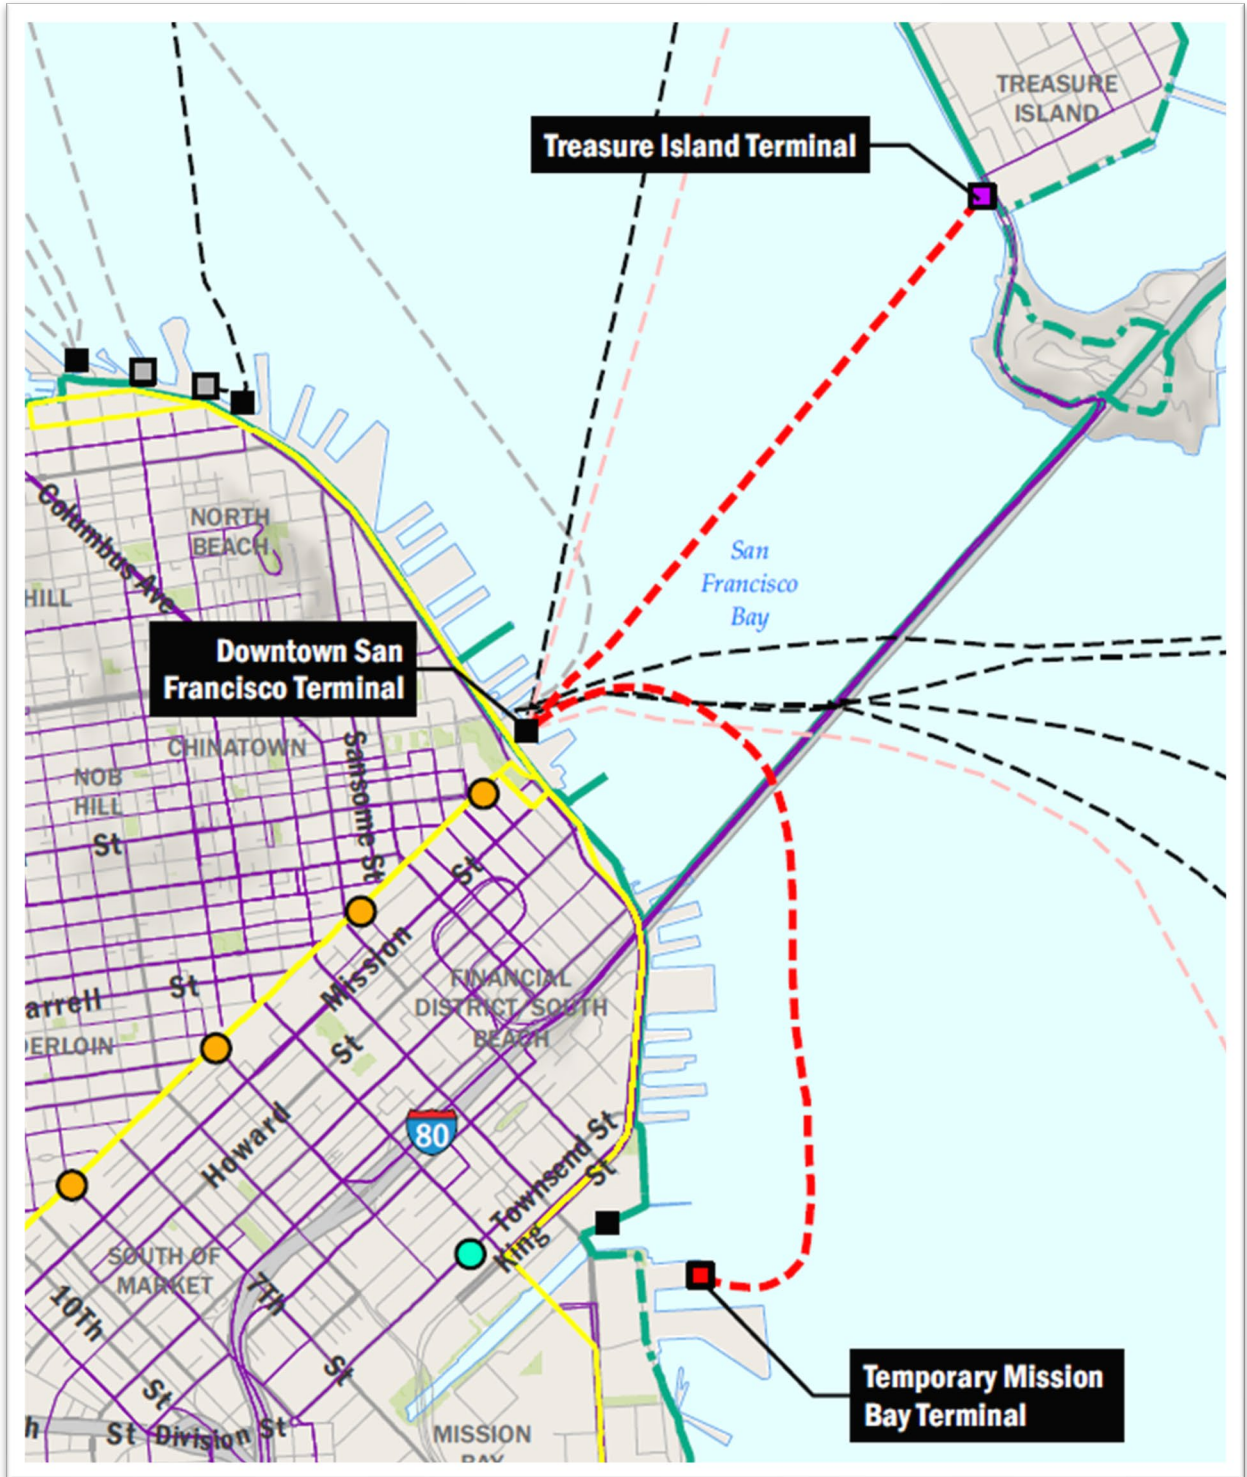 TREASURE
ISLAND
Treasure Island Terminal
Columbus Ave
NORTH
BEACH
San
Francisco
Bay
HILL
Downtown San
Francisco Terminal
CHINATOWN
Sansome St
NOB
HILL
St
St
Mission
St
FINANCIAL
DISTRICT, SOUTH
BEACH
St
arrell
ERLOIN
80
Howard
Townsend St
King
St
SOUTH OF
MARKET
10Th
St
7Th
St
Temporary Mission
Bay Terminal
h
St
Division St
MISSION
BAY